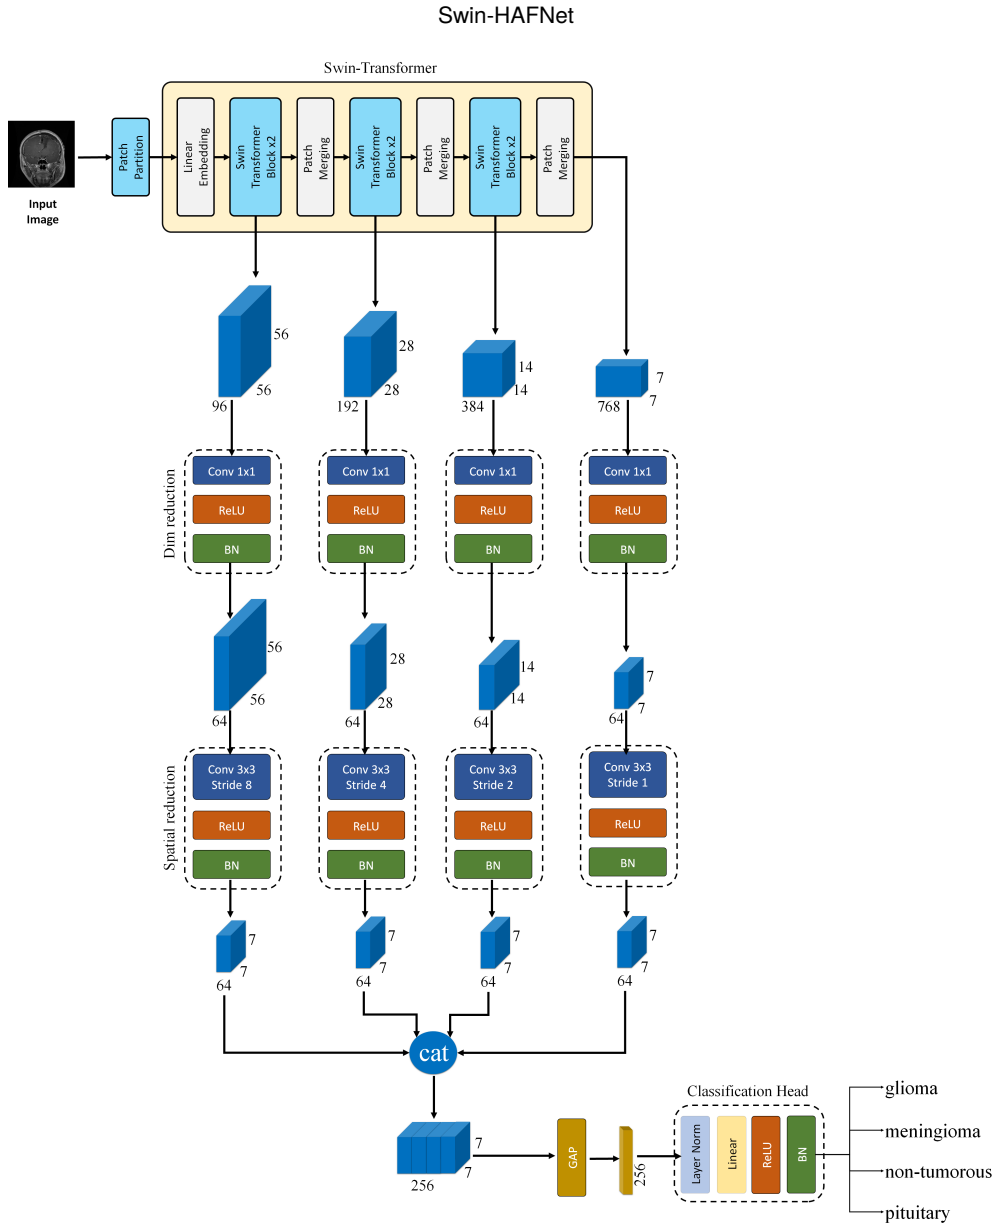 Swin-HAFNet
Swin-Transformer
Input
Image
Patch
Partition
Linear
Embedding
Swin
Transformer
Block x2
Patch
Merging
Swin
Transformer
Block x2
Patch
Merging
Swin
Transformer
Block x2
Patch
Merging
56
56
96
28
28
192
14
14
384
7
7
768
Dim reduction
Conv 1x1
ReLU
BN
Conv 1x1
ReLU
BN
Conv 1x1
ReLU
BN
Conv 1x1
ReLU
BN
56
56
64
28
28
64
14
14
64
7
7
64
Spatial reduction
Conv 3x3
Stride 8
ReLU
BN
Conv 3x3
Stride 4
ReLU
BN
Conv 3x3
Stride 2
ReLU
BN
Conv 3x3
Stride 1
ReLU
BN
7
7
64
7
7
64
7
7
64
7
7
64
cat
7
7
256
GAP
256
Classification Head
Layer Norm
Linear
ReLU
BN
glioma
meningioma
non-tumorous
pituitary